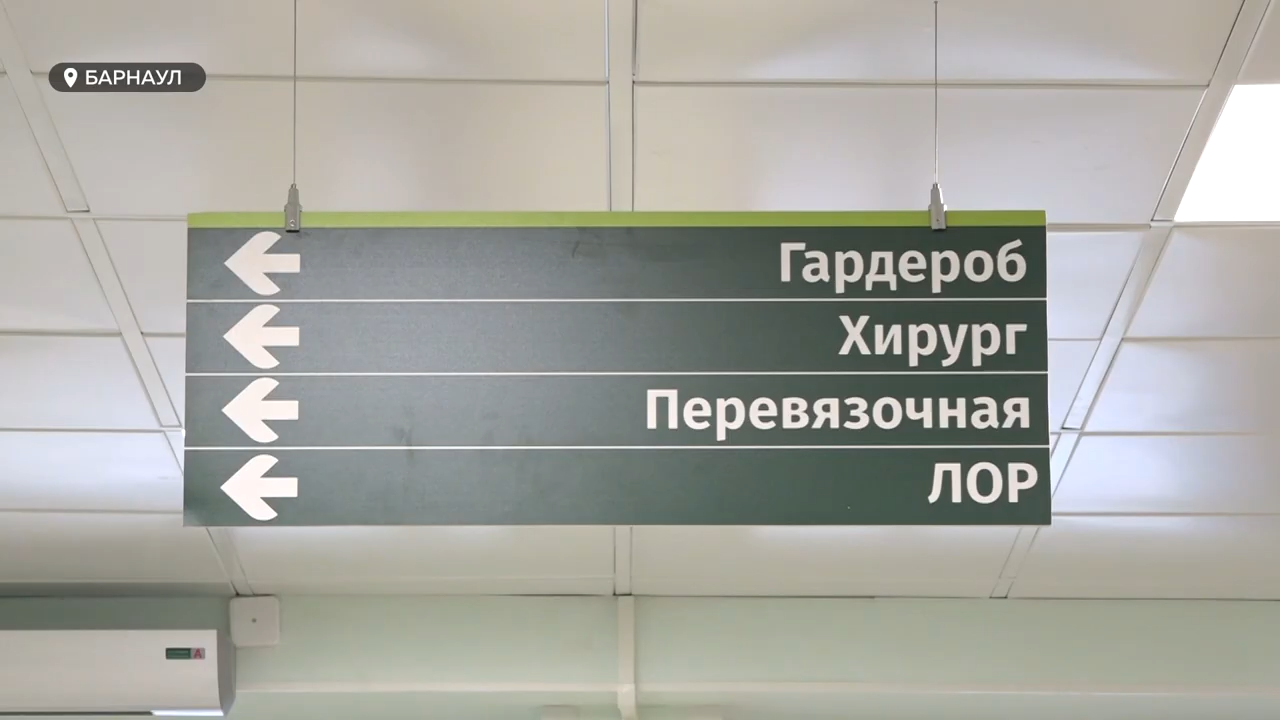 БАРНАУЛ
Гардероб
Хирург
Перевязочная
ЛОР
A